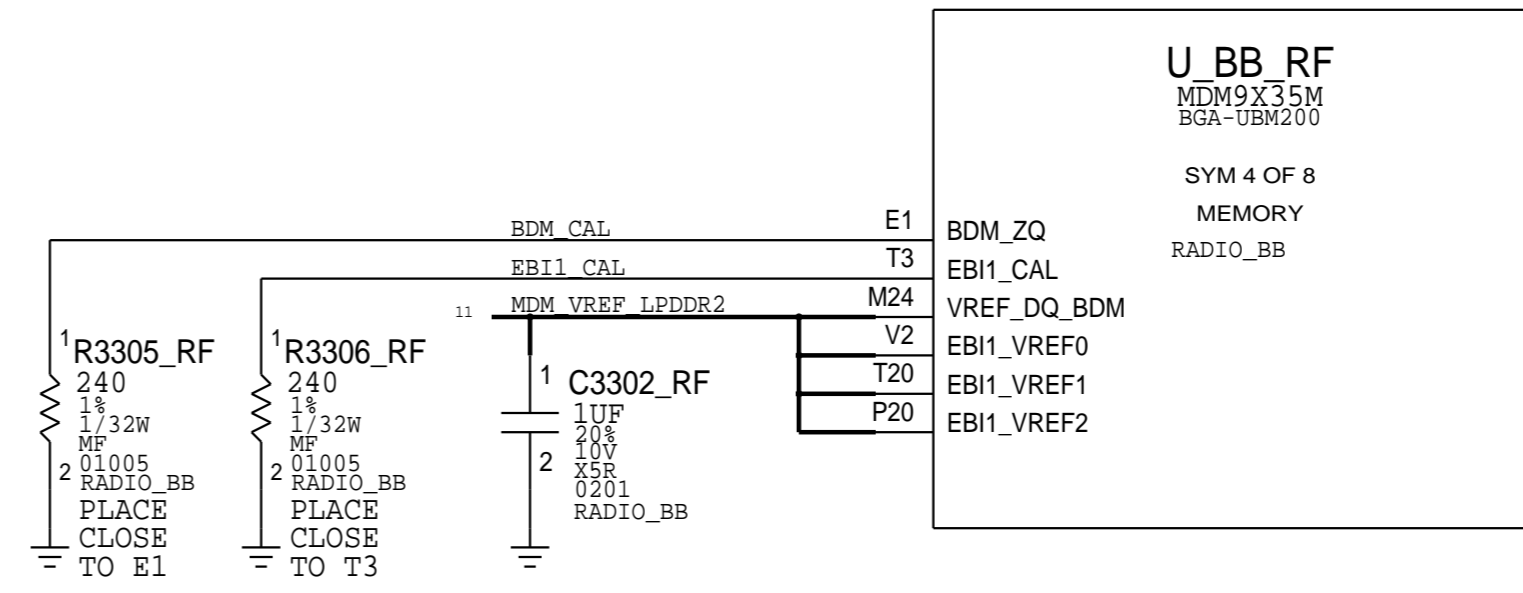 U_BB_RF
MDM9X35M
BGA-UBM200
SYM 4 OF 8
MEMORY
RADIO_BB
BDM_CAL
E1
BDM_ZQ
EBI1_CAL
T3
EBI1_CAL
11
MDM_VREF_LPDDR2
M24
VREF_DQ_BDM
V2
EBI1_VREF0
T20
EBI1_VREF1
P20
EBI1_VREF2
1
R3305_RF
240
1%
1/32W
MF
01005
2
RADIO_BB
PLACE
CLOSE
TO E1
1
R3306_RF
240
1%
1/32W
MF
01005
2
RADIO_BB
PLACE
CLOSE
TO T3
1
C3302_RF
1UF
20%
10V
2
X5R
0201
RADIO_BB